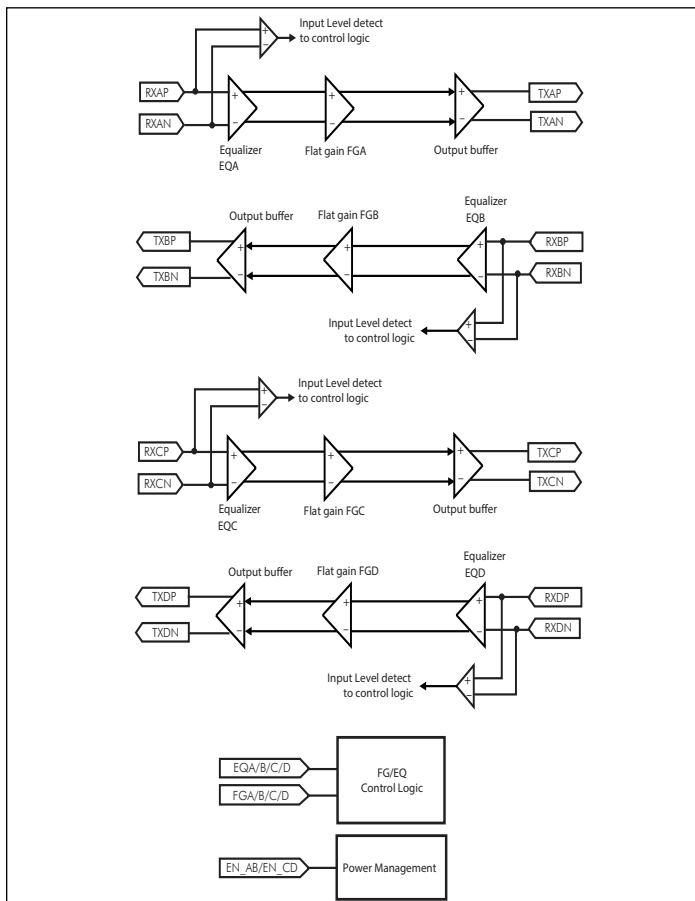 Input Level detect
to control logic
+
−
RXAP
RXAN
+
−
+
−
+
−
TXAP
TXAN
Equalizer
EQA
Flat gain FGA
Output buffer
Output buffer
Flat gain FGB
Equalizer
EQB
TXBP
TXBN
+
−
+
−
+
−
RXBP
RXBN
Input Level detect
to control logic
+
−
Input Level detect
to control logic
+
−
RXCP
RXCN
+
−
+
−
+
−
TXCP
TXCN
Equalizer
EQC
Flat gain FGC
Output buffer
Output buffer
Flat gain FGD
Equalizer
EQD
TXDP
TXDN
+
−
+
−
+
−
RXDP
RXDN
Input Level detect
to control logic
+
−
EQA/B/C/D
FGA/B/C/D
FG/EQ
Control Logic
EN_AB/EN_CD
Power Management